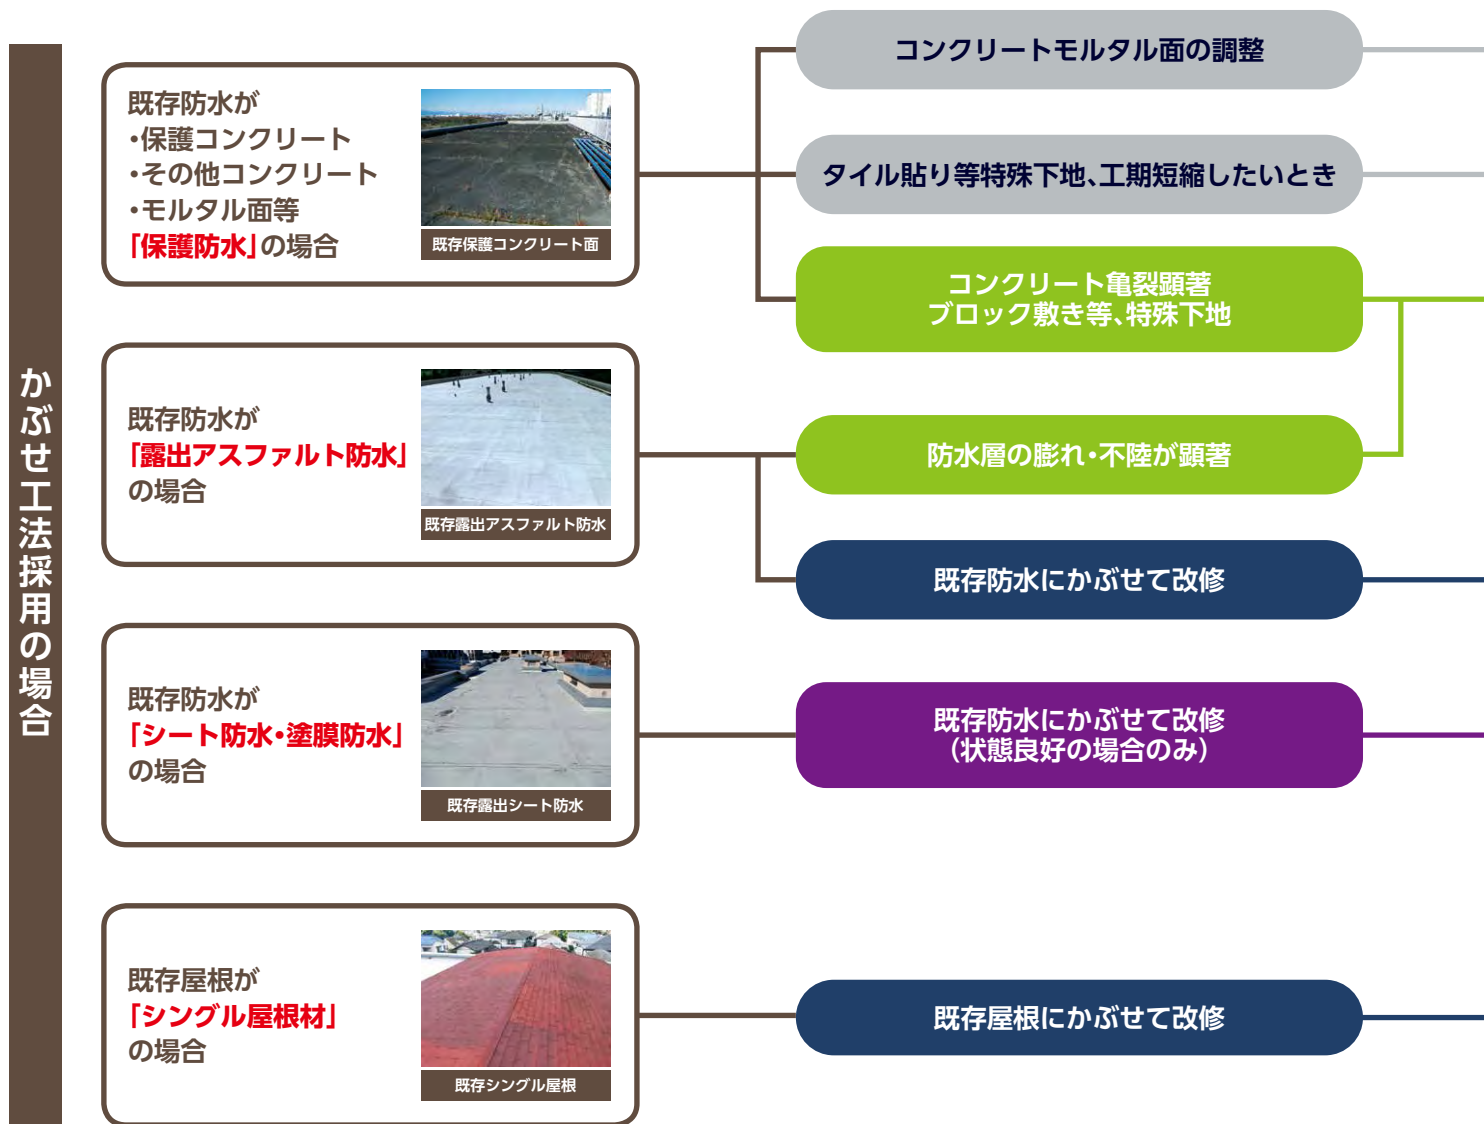 かぶせ工法採用の場合
既存防水が
・保護コンクリート
・その他コンクリート
・モルタル面等
「保護防水」の場合
既存保護コンクリート面
コンクリートモルタル面の調整
タイル貼り等特殊下地、工期短縮したいとき
コンクリート亀裂顕著
ブロック敷き等、特殊下地
既存防水が
「露出アスファルト防水」
の場合
既存露出アスファルト防水
防水層の膨れ・不陸が顕著
既存防水にかぶせて改修
既存防水が
「シート防水・塗膜防水」
の場合
既存露出シート防水
既存防水にかぶせて改修
（状態良好の場合のみ）
既存屋根が
「シングル屋根材」
の場合
既存シングル屋根
既存屋根にかぶせて改修